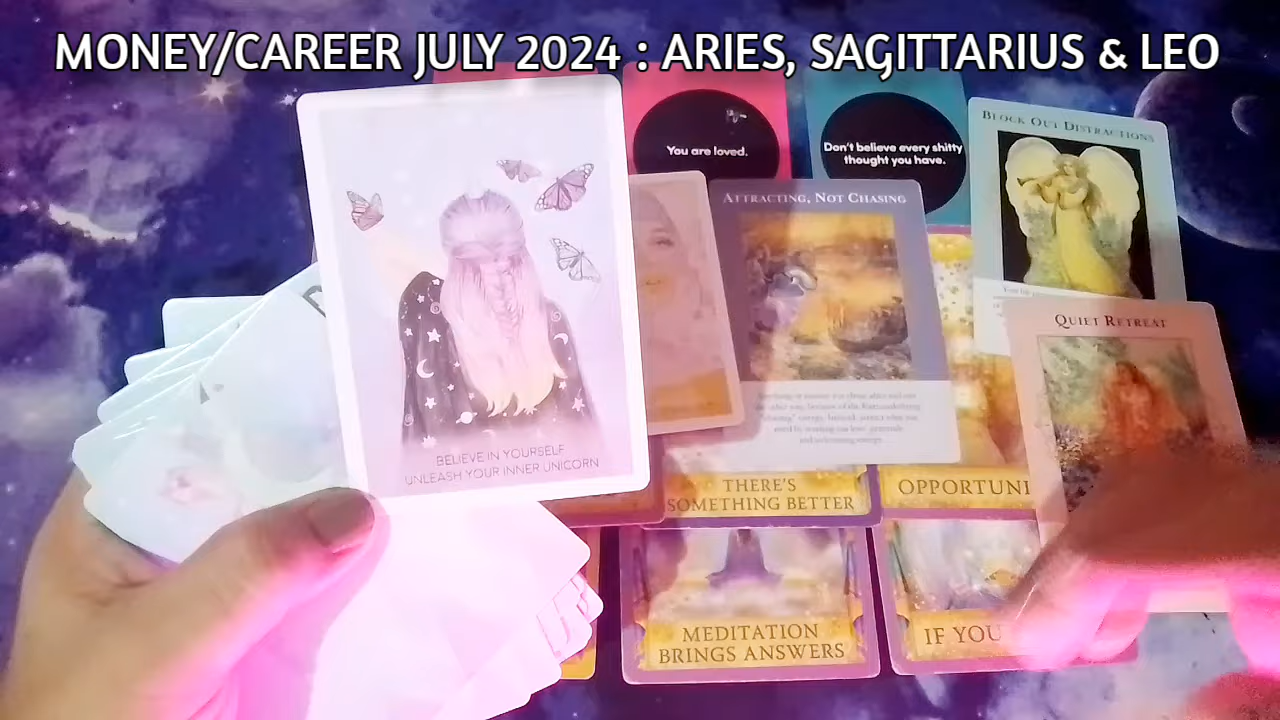 MONEY/CAREER JULY 2024 : ARIES, SAGITTARIUS & LEO
You are loved.
Don't believe every shitty
thought you have.
BLOCK OUT DISTRACTIONS
ATTRACTING, NOT CHASING
QUIET RETREAT
BELIEVE IN YOURSELF
UNLEASH YOUR INNER UNICORN
THERE'S
SOMETHING BETTER
OPPORTUNI
MEDITATION
BRINGS ANSWERS
IF YOU